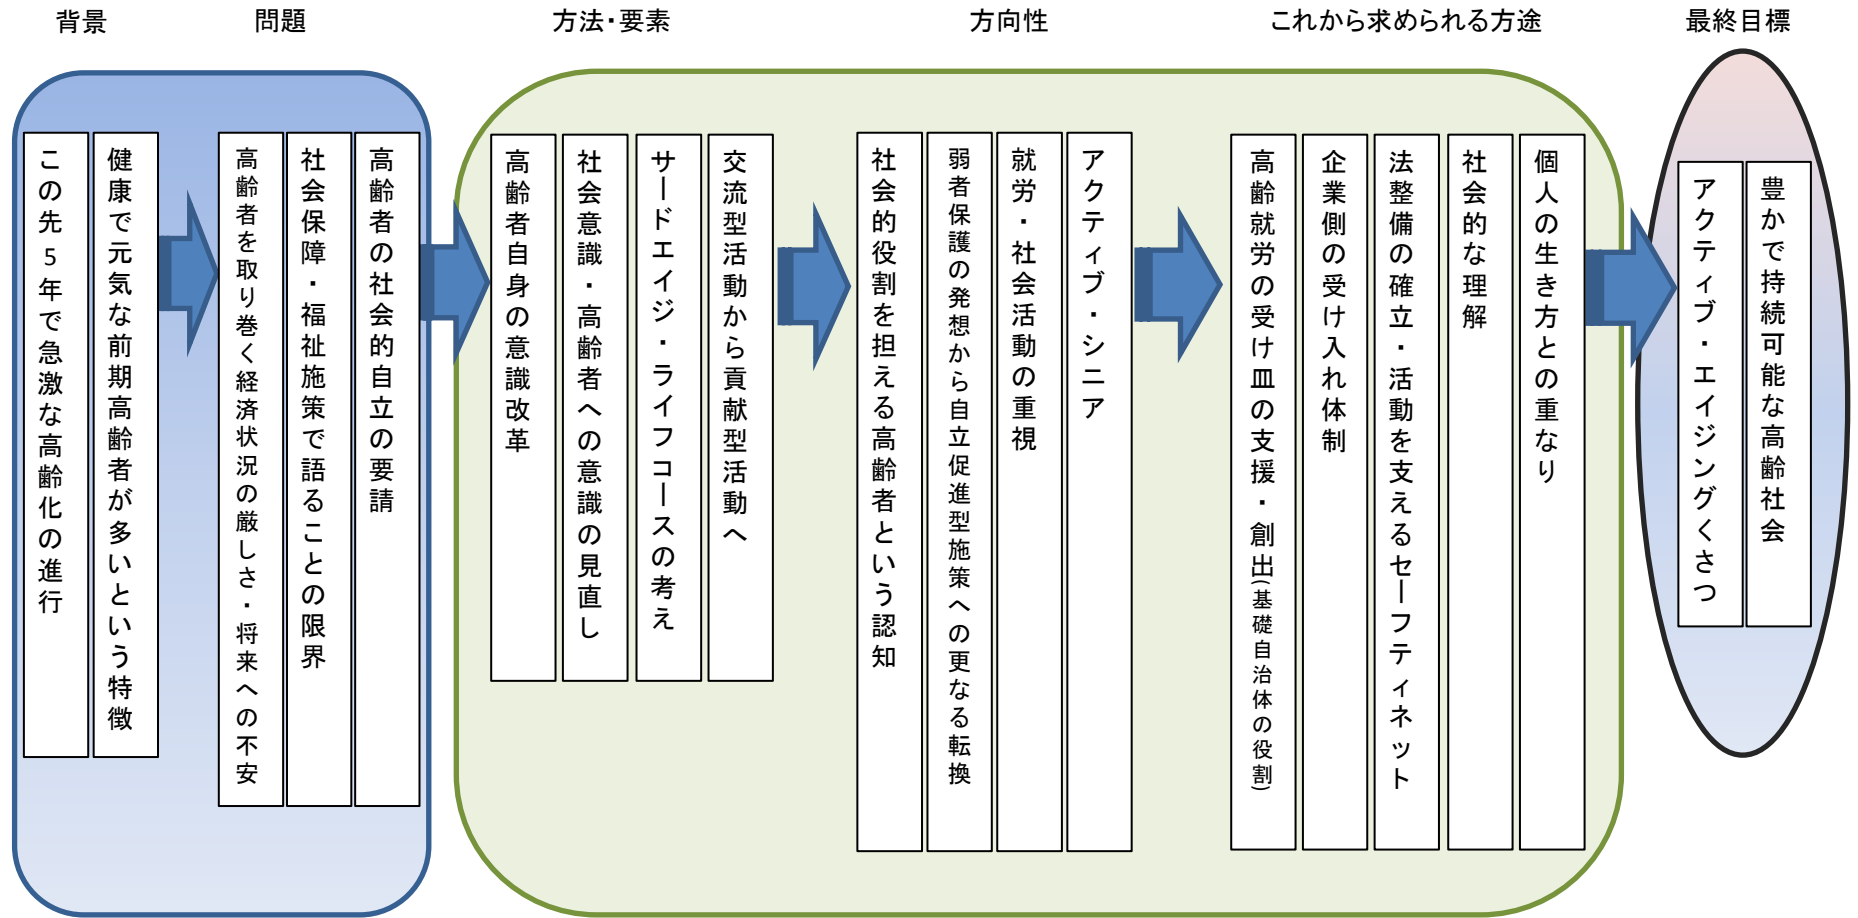 背景
問題
方法・要素
方向性
これから求められる方途
最終目標
この先5年で急激な高齢化の進行
健康で元気な前期高齢者が多いという特徴
高齢者を取り巻く経済状況の厳しさ・将来への不安
社会保障・福祉施策で語ることの限界
高齢者の社会的自立の要請
高齢者自身の意識改革
社会意識・高齢者への意識の見直し
サードエイジ・ライフコースの考え
交流型活動から貢献型活動へ
社会的役割を担える高齢者という認知
弱者保護の発想から自立促進型施策への更なる転換
就労・社会活動の重視
アクティブ・シニア
高齢就労の受け皿の支援・創出(基礎自治体の役割)
企業側の受け入れ体制
法整備の確立・活動を支えるセーフティネット
社会的な理解
個人の生き方との重なり
アクティブ・エイジングくさつ
豊かで持続可能な高齢社会